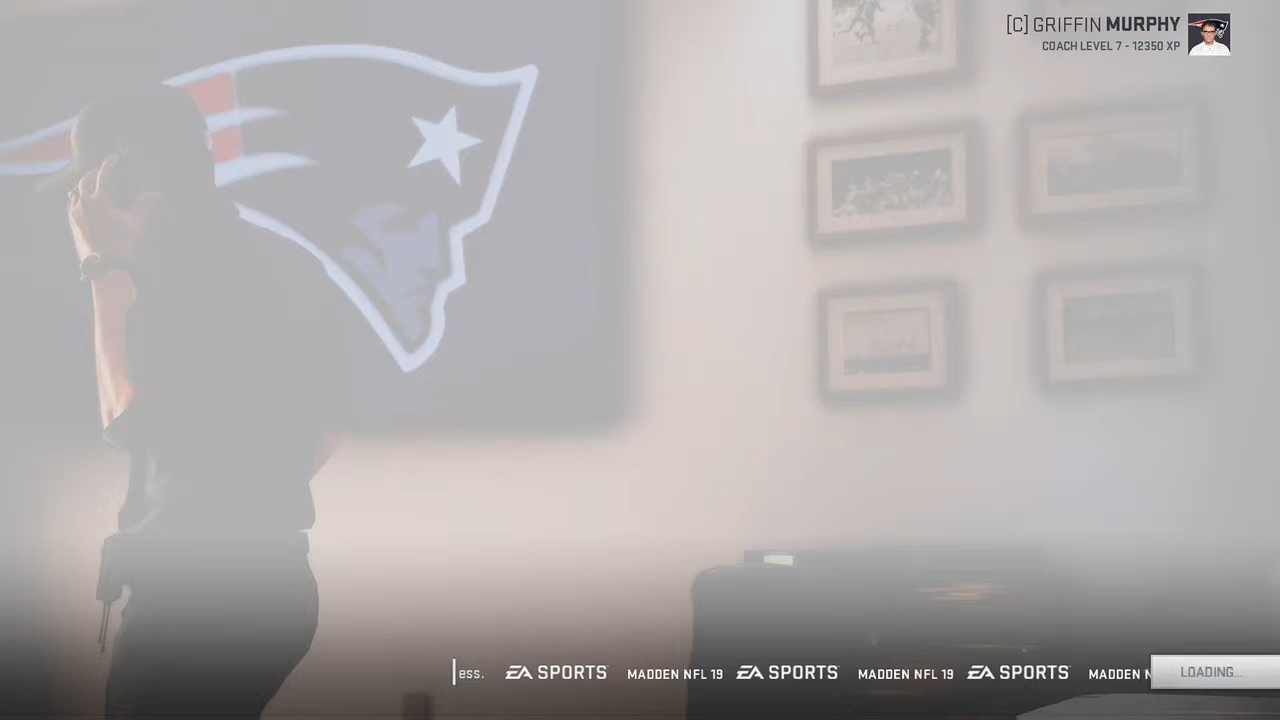 [C] GRIFFIN MURPHY
COACH LEVEL 7 - 12350 XP
ess. EA SPORTS MADDEN NFL 19 EA SPORTS MADDEN NFL 19 EA SPORTS MADDEN N
LOADING...